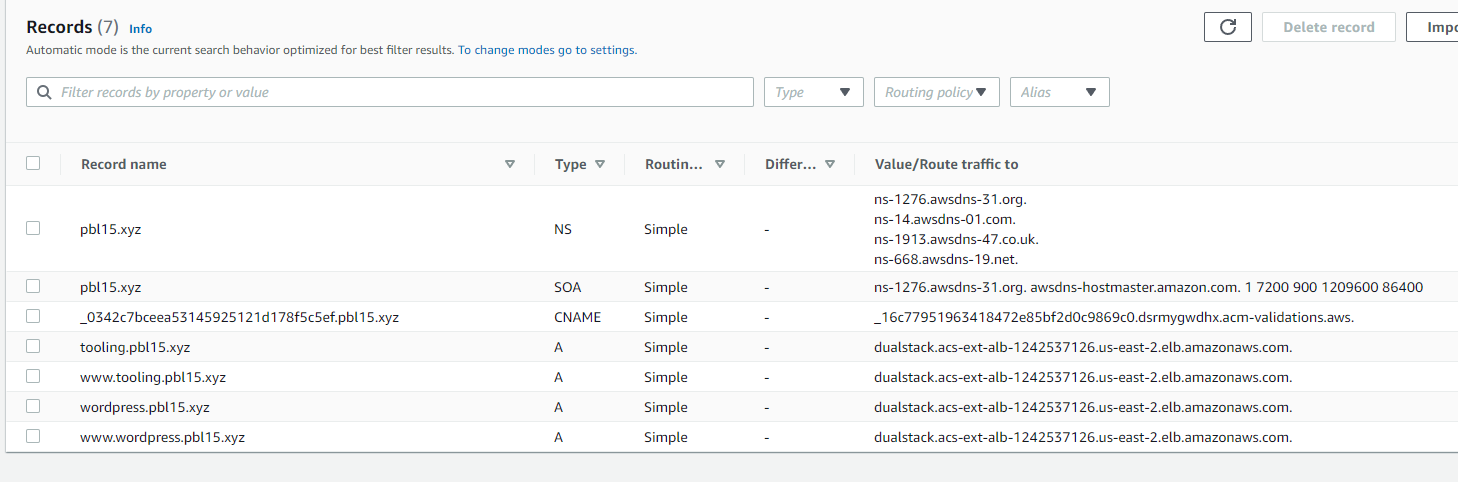 Records (7) Info
Automatic mode is the current search behavior optimized for best filter results. To change modes go to settings.
Delete record
Impo
Filter records by property or value
Type
Routing policy
Alias
Record name Type Routin... Differ... Value/Route traffic to
ns-1276.awsdns-31.org.
ns-14.awsdns-01.com.
pbl15.xyz NS Simple -
ns-1913.awsdns-47.co.uk.
ns-668.awsdns-19.net.
pbl15.xyz SOA Simple - ns-1276.awsdns-31.org. awsdns-hostmaster.amazon.com. 1 7200 900 1209600 86400
_0342c7bceea53145925121d178f5c5ef.pbl15.xyz CNAME Simple - _16c77951963418472e85bf2d0c9869c0.dsrmygwdhx.acm-validations.aws.
tooling.pbl15.xyz A Simple - dualstack.acs-ext-alb-1242537126.us-east-2.elb.amazonaws.com.
www.tooling.pbl15.xyz A Simple - dualstack.acs-ext-alb-1242537126.us-east-2.elb.amazonaws.com.
wordpress.pbl15.xyz A Simple - dualstack.acs-ext-alb-1242537126.us-east-2.elb.amazonaws.com.
www.wordpress.pbl15.xyz A Simple - dualstack.acs-ext-alb-1242537126.us-east-2.elb.amazonaws.com.